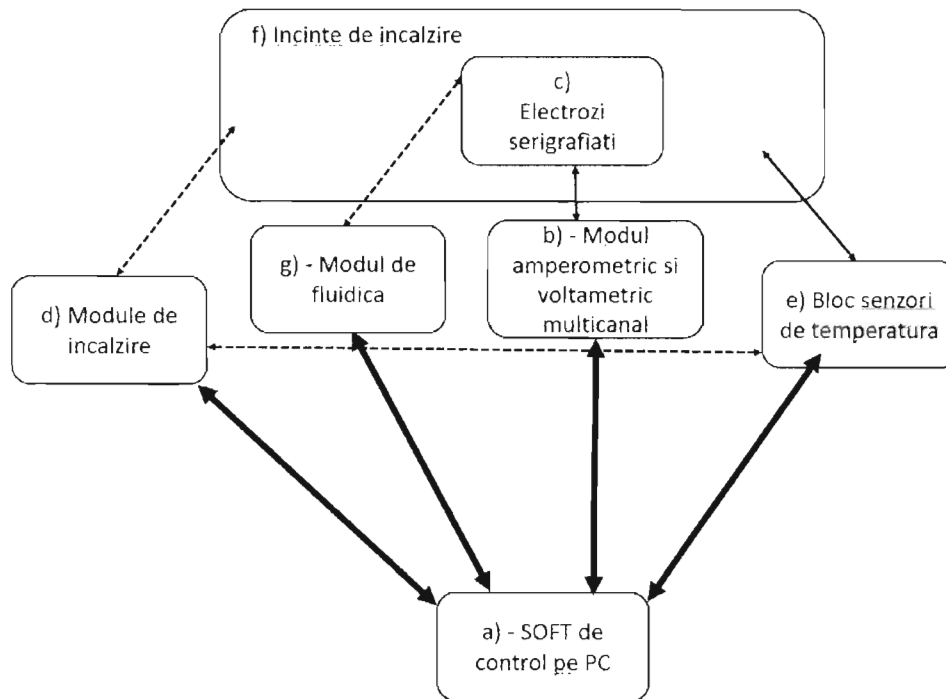 f) Incinte de incalzire
c)
Electrozi
serigrafiati
g) - Modul de
fluidica
b) - Modul
amperometric si
voltametric
multicanal
d) Module de
incalzire
e) Bloc senzori
de temperatura
a) - SOFT de
control pe PC